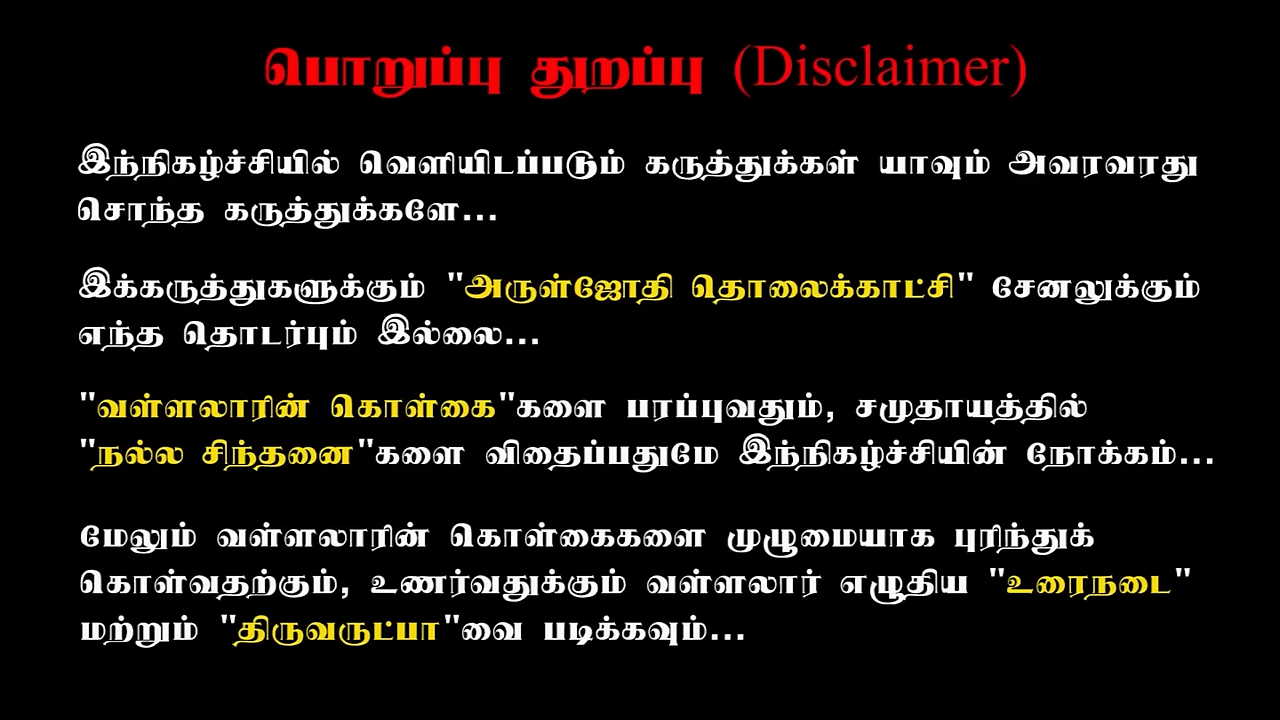 பொறுப்பு துறப்பு (Disclaimer)
இந்நிகழ்ச்சியில் வெளியிடப்படும் கருத்துக்கள் யாவும் அவரவரது
சொந்த கருத்துக்களே...
இக்கருத்துகளுக்கும் "அருள்ஜோதி தொலைக்காட்சி" சேனலுக்கும்
எந்த தொடர்பும் இல்லை...
"வள்ளலாரின் கொள்கை"களை பரப்புவதும், சமுதாயத்தில்
"நல்ல சிந்தனை"களை விதைப்பதுமே இந்நிகழ்ச்சியின் நோக்கம்...
மேலும் வள்ளலாரின் கொள்கைகளை முழுமையாக புரிந்துக்
கொள்வதற்கும், உணர்வதுக்கும் வள்ளலார் எழுதிய "உரைநடை"
மற்றும் "திருவருட்பா"வை படிக்கவும்...